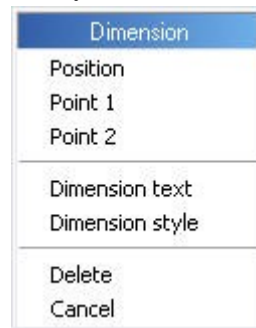 Dimension
Position
Point 1
Point 2
Dimension text
Dimension style
Delete
Cancel